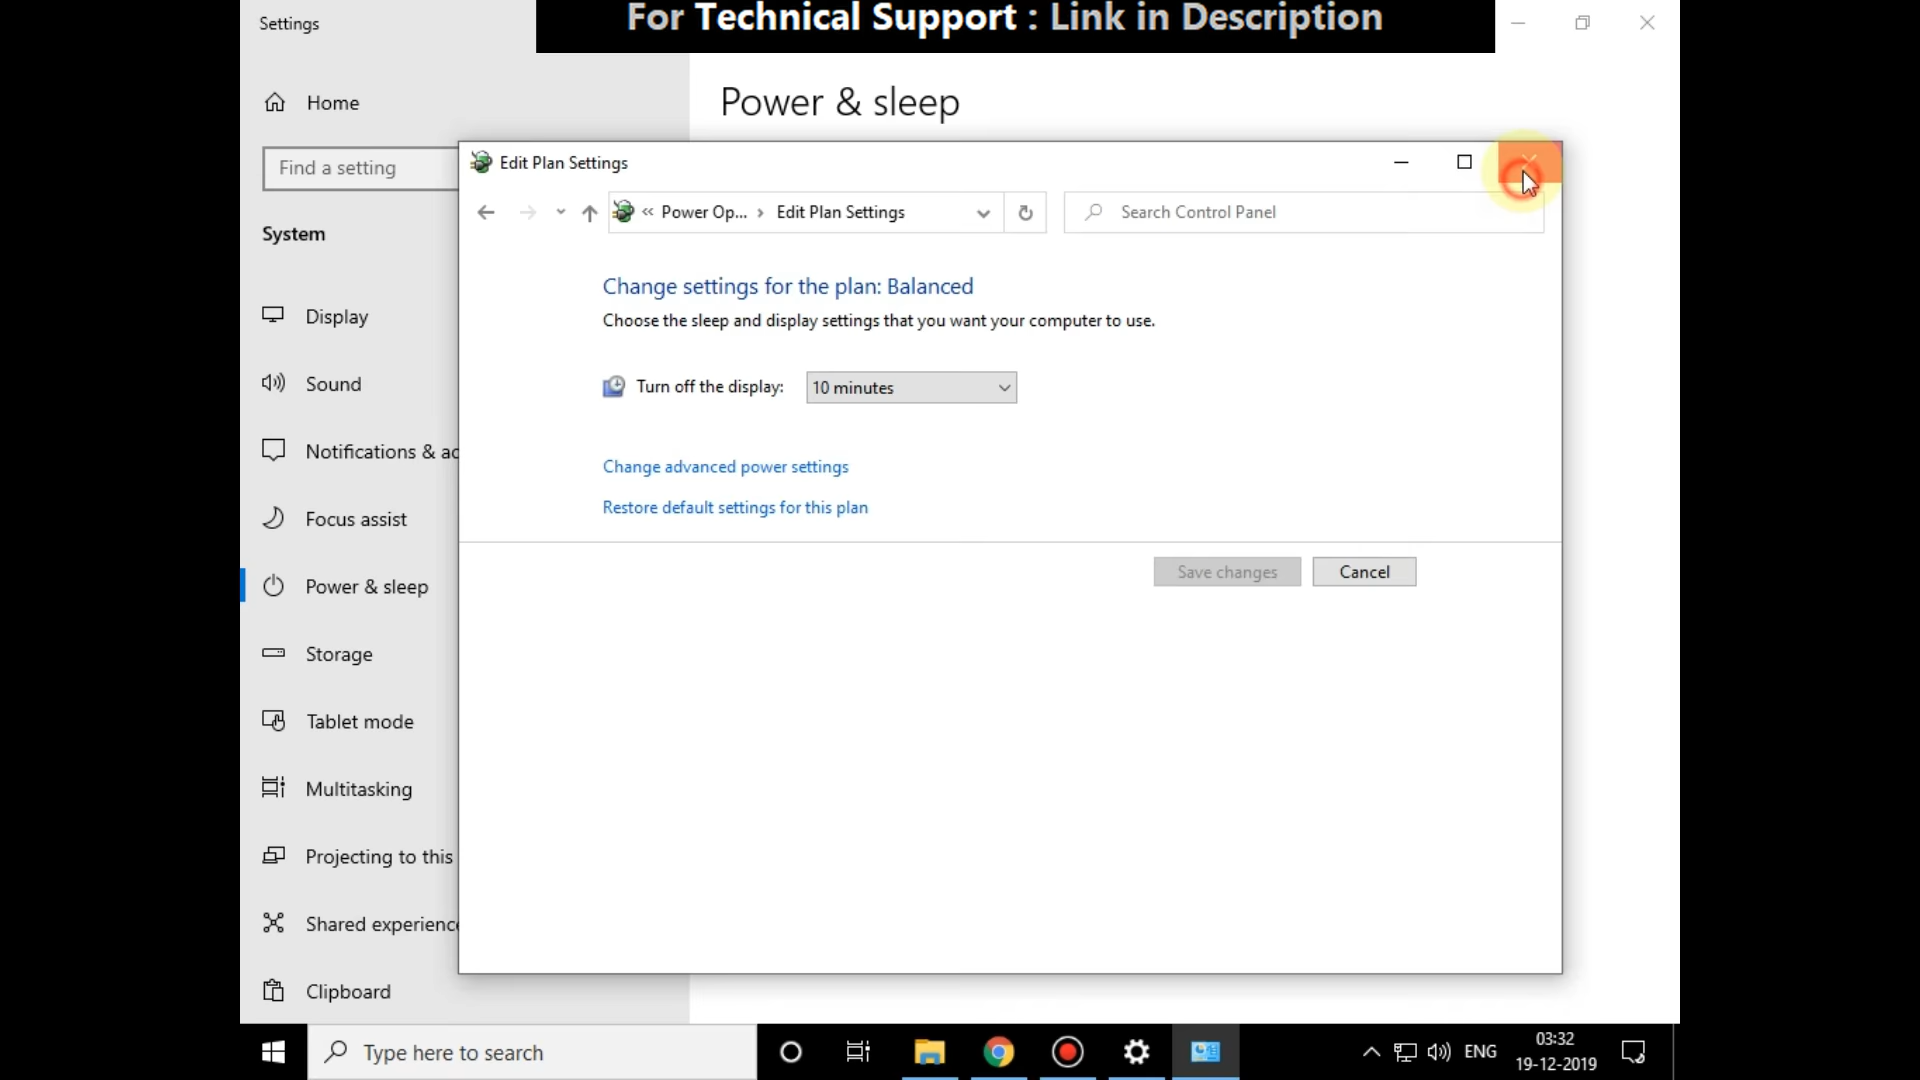 For Technical Support : Link in Description
Settings
Home
Find a setting
System
Display
Sound
Notifications & ac
Focus assist
Power & sleep
Storage
Tablet mode
Multitasking
Projecting to this
Shared experienc
Clipboard
Power & sleep
Edit Plan Settings
« Power Op... › Edit Plan Settings
Search Control Panel
Change settings for the plan: Balanced
Choose the sleep and display settings that you want your computer to use.
Turn off the display: 10 minutes
Change advanced power settings
Restore default settings for this plan
Save changes Cancel
Type here to search
ENG
03:32
19-12-2019